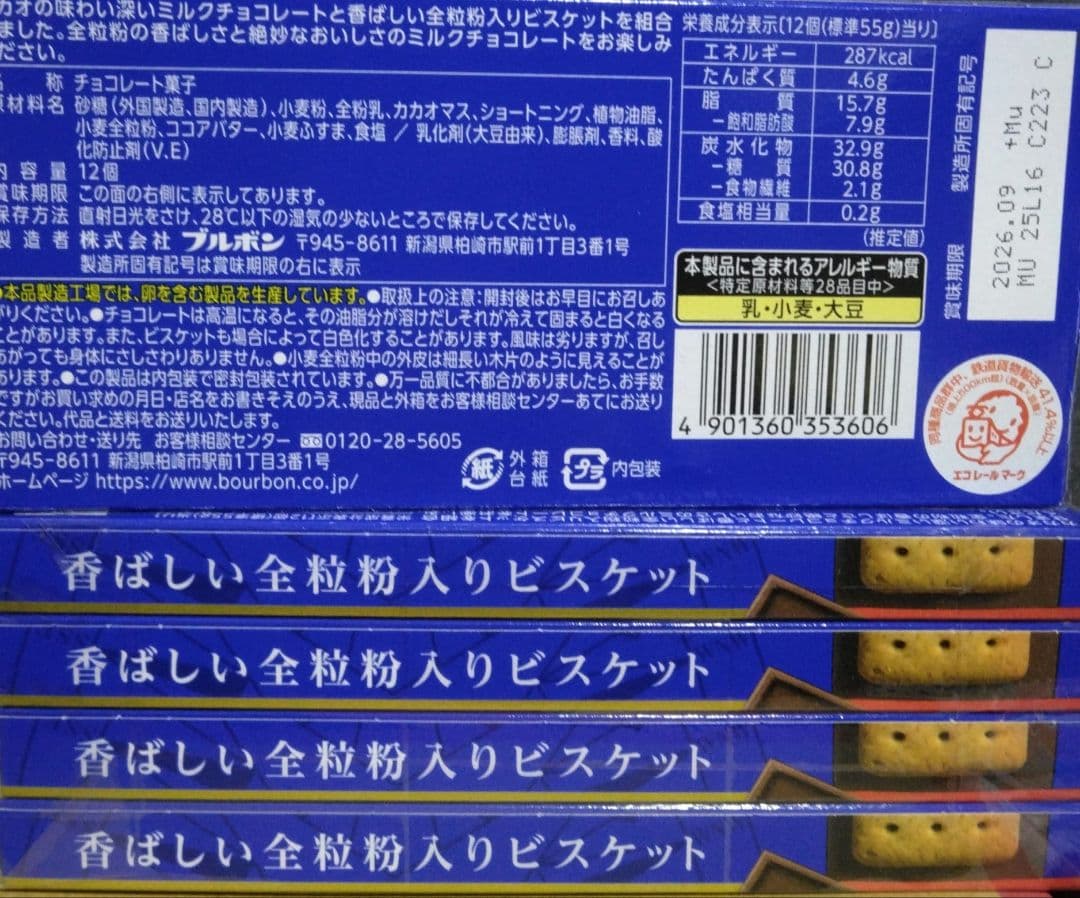 カオの味わい深いミルクチョコレートと香ばしい全粒粉入りビスケットを組合
ました。全粒粉の香ばしさと絶妙なおいしさのミルクチョコレートをお楽しみ
ださい。
称 チョコレート菓子
原材料名 砂糖(外国製造、国内製造)、小麦粉、全粉乳、カカオマス、ショートニング、植物油脂、
小麦全粒粉、ココアバター、小麦ふすま、食塩 / 乳化剤(大豆由来)、膨脹剤、香料、酸
化防止剤(V.E)
内容量 12個
賞味期限 この面の右側に表示してあります。
保存方法 直射日光をさけ、28℃以下の湿気の少ないところで保存してください。
製造者 株式会社 ブルボン 〒945-8611 新潟県柏崎市駅前1丁目3番1号
製造所固有記号は賞味期限の右に表示
●本品製造工場では、卵を含む製品を生産しています。●取扱上の注意:開封後はお早目にお召しあ
がりください。●チョコレートは高温になると、その油脂分が溶けだしそれが冷えて固まると白くなる
ことがあります。また、ビスケットも場合によって白色化することがあります。風味は劣りますが、召し
あがっても身体にさしさわりありません。●小麦全粒粉中の外皮は細長い木片のように見えることが
あります。●この製品は内包装で密封包装されています。●万一品質に不都合がありましたら、お手数
ですがお買い求めの月日・店名をお書きそえのうえ、現品と外箱をお客様相談センターあてにお送り
ください。代品と送料をお送りいたします。
お問い合わせ・送り先 お客様相談センター 0120-28-5605
〒945-8611 新潟県柏崎市駅前1丁目3番1号
ホームページ https://www.bourbon.co.jp/
紙 外箱 台紙 プラ 内包装
栄養成分表示〔12個(標準55g)当り〕
エネルギー 287kcal
たんぱく質 4.6g
脂質 15.7g
-飽和脂肪酸 7.9g
炭水化物 32.9g
-糖質 30.8g
-食物繊維 2.1g
食塩相当量 0.2g
(推定値)
本製品に含まれるアレルギー物質
<特定原材料等28品目中>
乳・小麦・大豆
4 901360 353606
賞味期限 製造所固有記号
2026.09 +Mu
MU 25L16 C223 C
同種商品群中、鉄道貨物輸送 41.4%以上
エコレールマーク
香ばしい全粒粉入りビスケット
香ばしい全粒粉入りビスケット
香ばしい全粒粉入りビスケット
香ばしい全粒粉入りビスケット